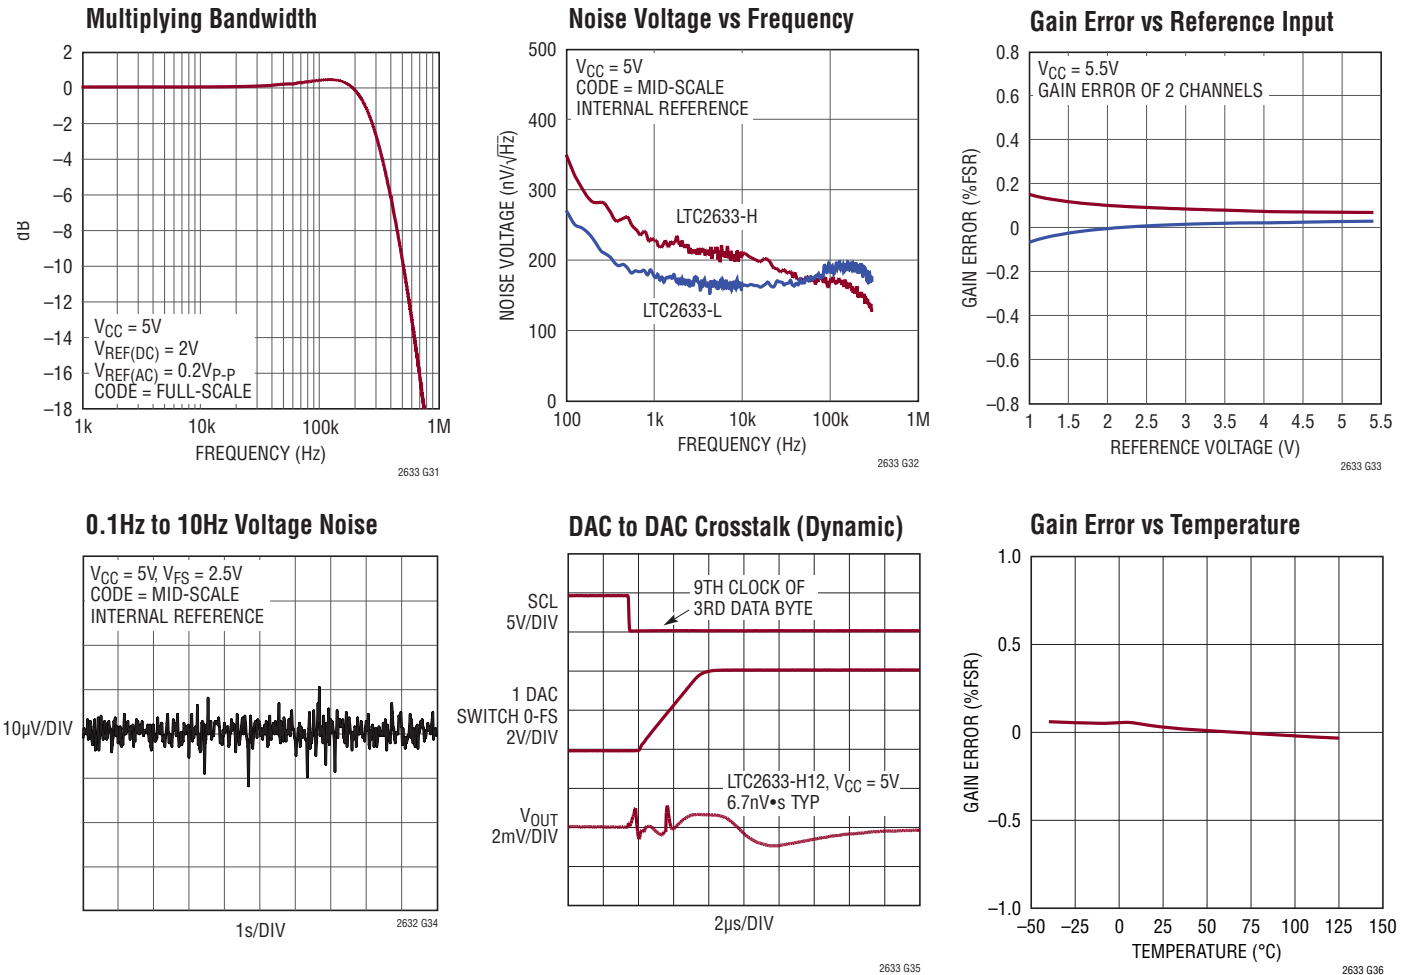 Multiplying Bandwidth
2
0
–2
–4
–6
–8
–10
–12
–14
–16
–18
dB
VCC = 5V
VREF(DC) = 2V
VREF(AC) = 0.2VP-P
CODE = FULL-SCALE
1k 10k 100k 1M
FREQUENCY (Hz)
2633 G31
Noise Voltage vs Frequency
500
400
300
200
100
0
NOISE VOLTAGE (nV/√Hz)
VCC = 5V
CODE = MID-SCALE
INTERNAL REFERENCE
LTC2633-H
LTC2633-L
100 1k 10k 100k 1M
FREQUENCY (Hz)
2633 G32
Gain Error vs Reference Input
0.8
0.6
0.4
0.2
0
–0.2
–0.4
–0.6
–0.8
GAIN ERROR (%FSR)
VCC = 5.5V
GAIN ERROR OF 2 CHANNELS
1 1.5 2 2.5 3 3.5 4 4.5 5 5.5
REFERENCE VOLTAGE (V)
2633 G33
0.1Hz to 10Hz Voltage Noise
VCC = 5V, VFS = 2.5V
CODE = MID-SCALE
INTERNAL REFERENCE
10µV/DIV
1s/DIV
2632 G34
DAC to DAC Crosstalk (Dynamic)
SCL
5V/DIV
9TH CLOCK OF
3RD DATA BYTE
1 DAC
SWITCH 0-FS
2V/DIV
LTC2633-H12, VCC = 5V
6.7nV•s TYP
VOUT
2mV/DIV
2µs/DIV
2633 G35
Gain Error vs Temperature
1.0
0.5
0
–0.5
–1.0
GAIN ERROR (%FSR)
–50 –25 0 25 50 75 100 125 150
TEMPERATURE (°C)
2633 G36